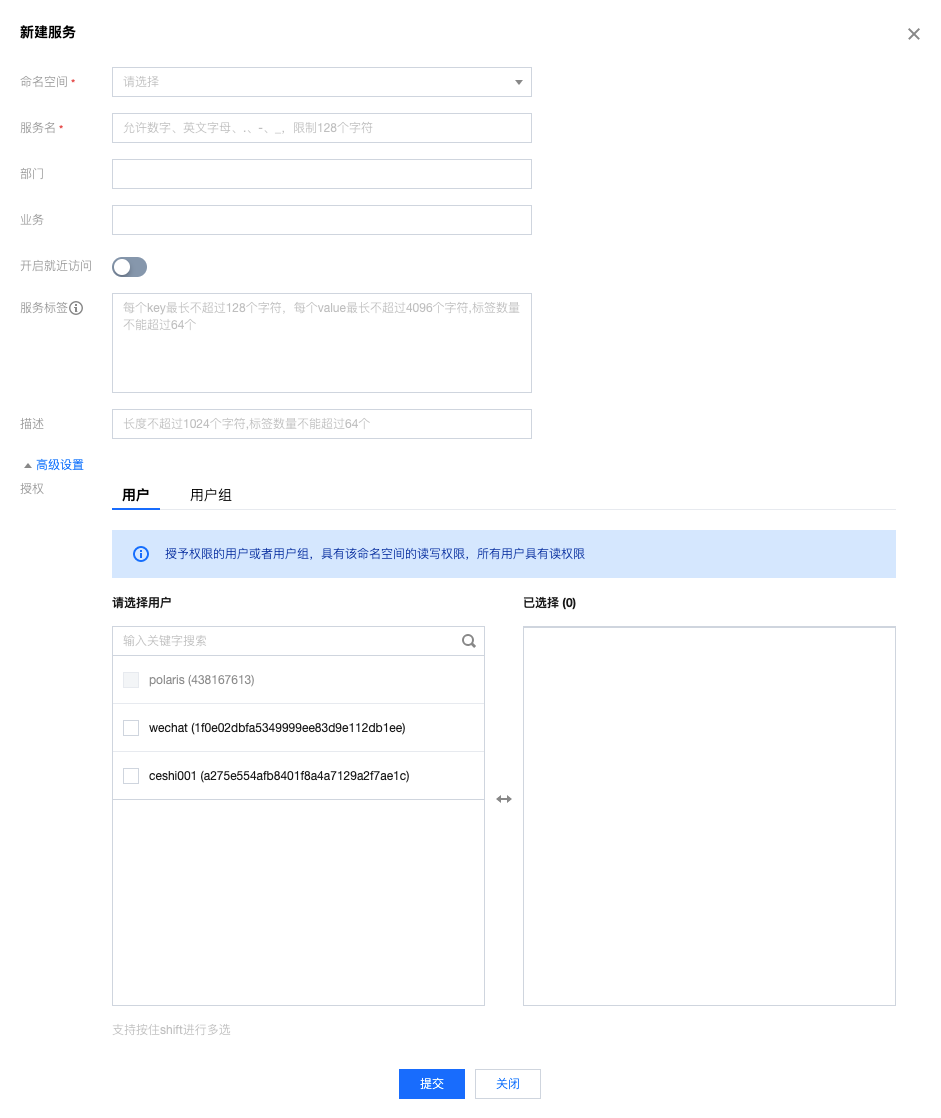 新建服务
命名空间 *
请选择
服务名 *
允许数字、英文字母、.、-、_，限制128个字符
部门
业务
开启就近访问
服务标签
每个key最长不超过128个字符，每个value最长不超过4096个字符,标签数量
不能超过64个
描述
长度不超过1024个字符,标签数量不能超过64个
高级设置
授权
用户
用户组
授予权限的用户或者用户组，具有该命名空间的读写权限，所有用户具有读权限
请选择用户
已选择 (0)
输入关键字搜索
polaris (438167613)
wechat (1f0e02dbfa5349999ee83d9e112db1ee)
ceshi001 (a275e554afb8401f8a4a7129a2f7ae1c)
支持按住shift进行多选
提交
关闭